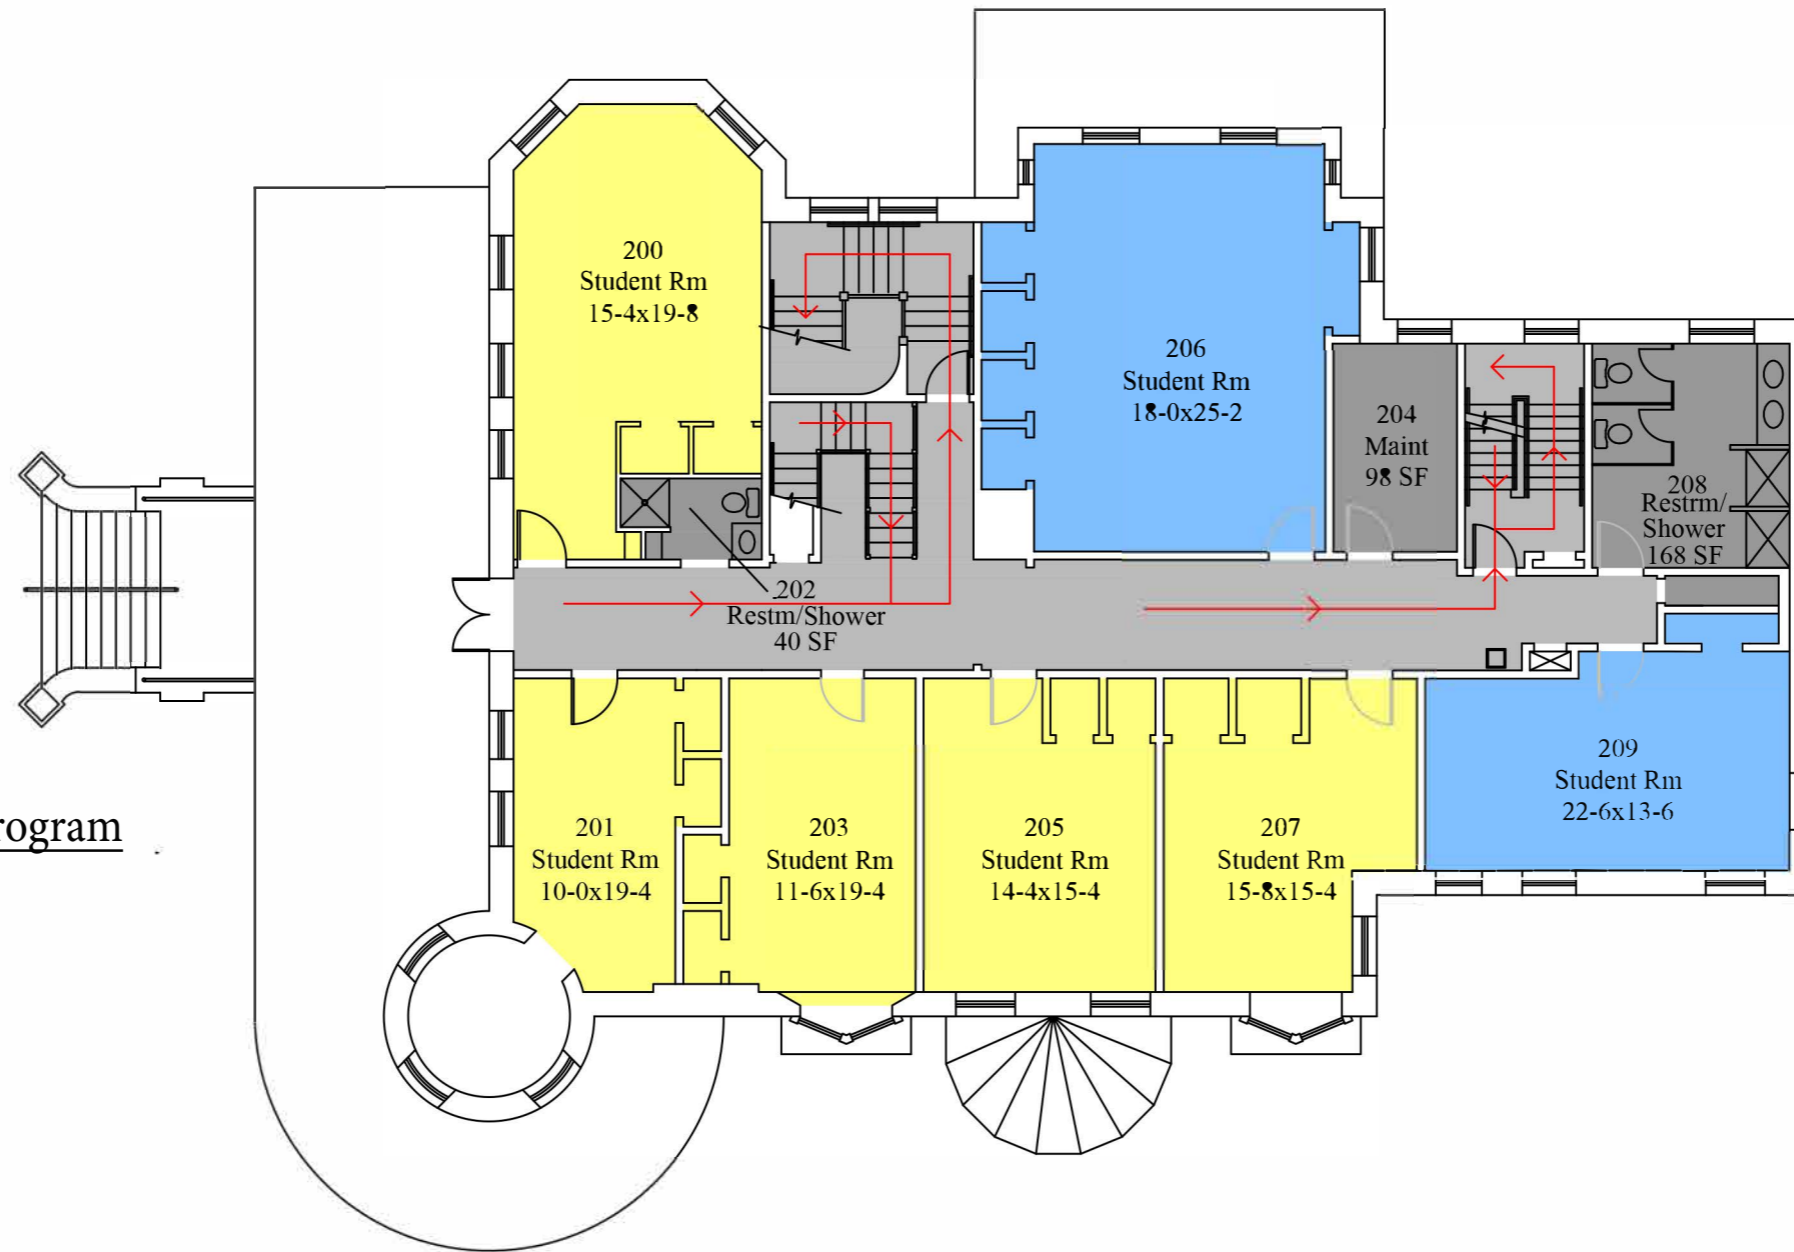 200
Student Rm
15-4x19-8
206
Student Rm
18-0x25-2
204
Maint
98 SF
208
Restrm/
Shower
168 SF
202
Restm/Shower
40 SF
201
Student Rm
10-0x19-4
203
Student Rm
11-6x19-4
205
Student Rm
14-4x15-4
207
Student Rm
15-8x15-4
209
Student Rm
22-6x13-6
rogram